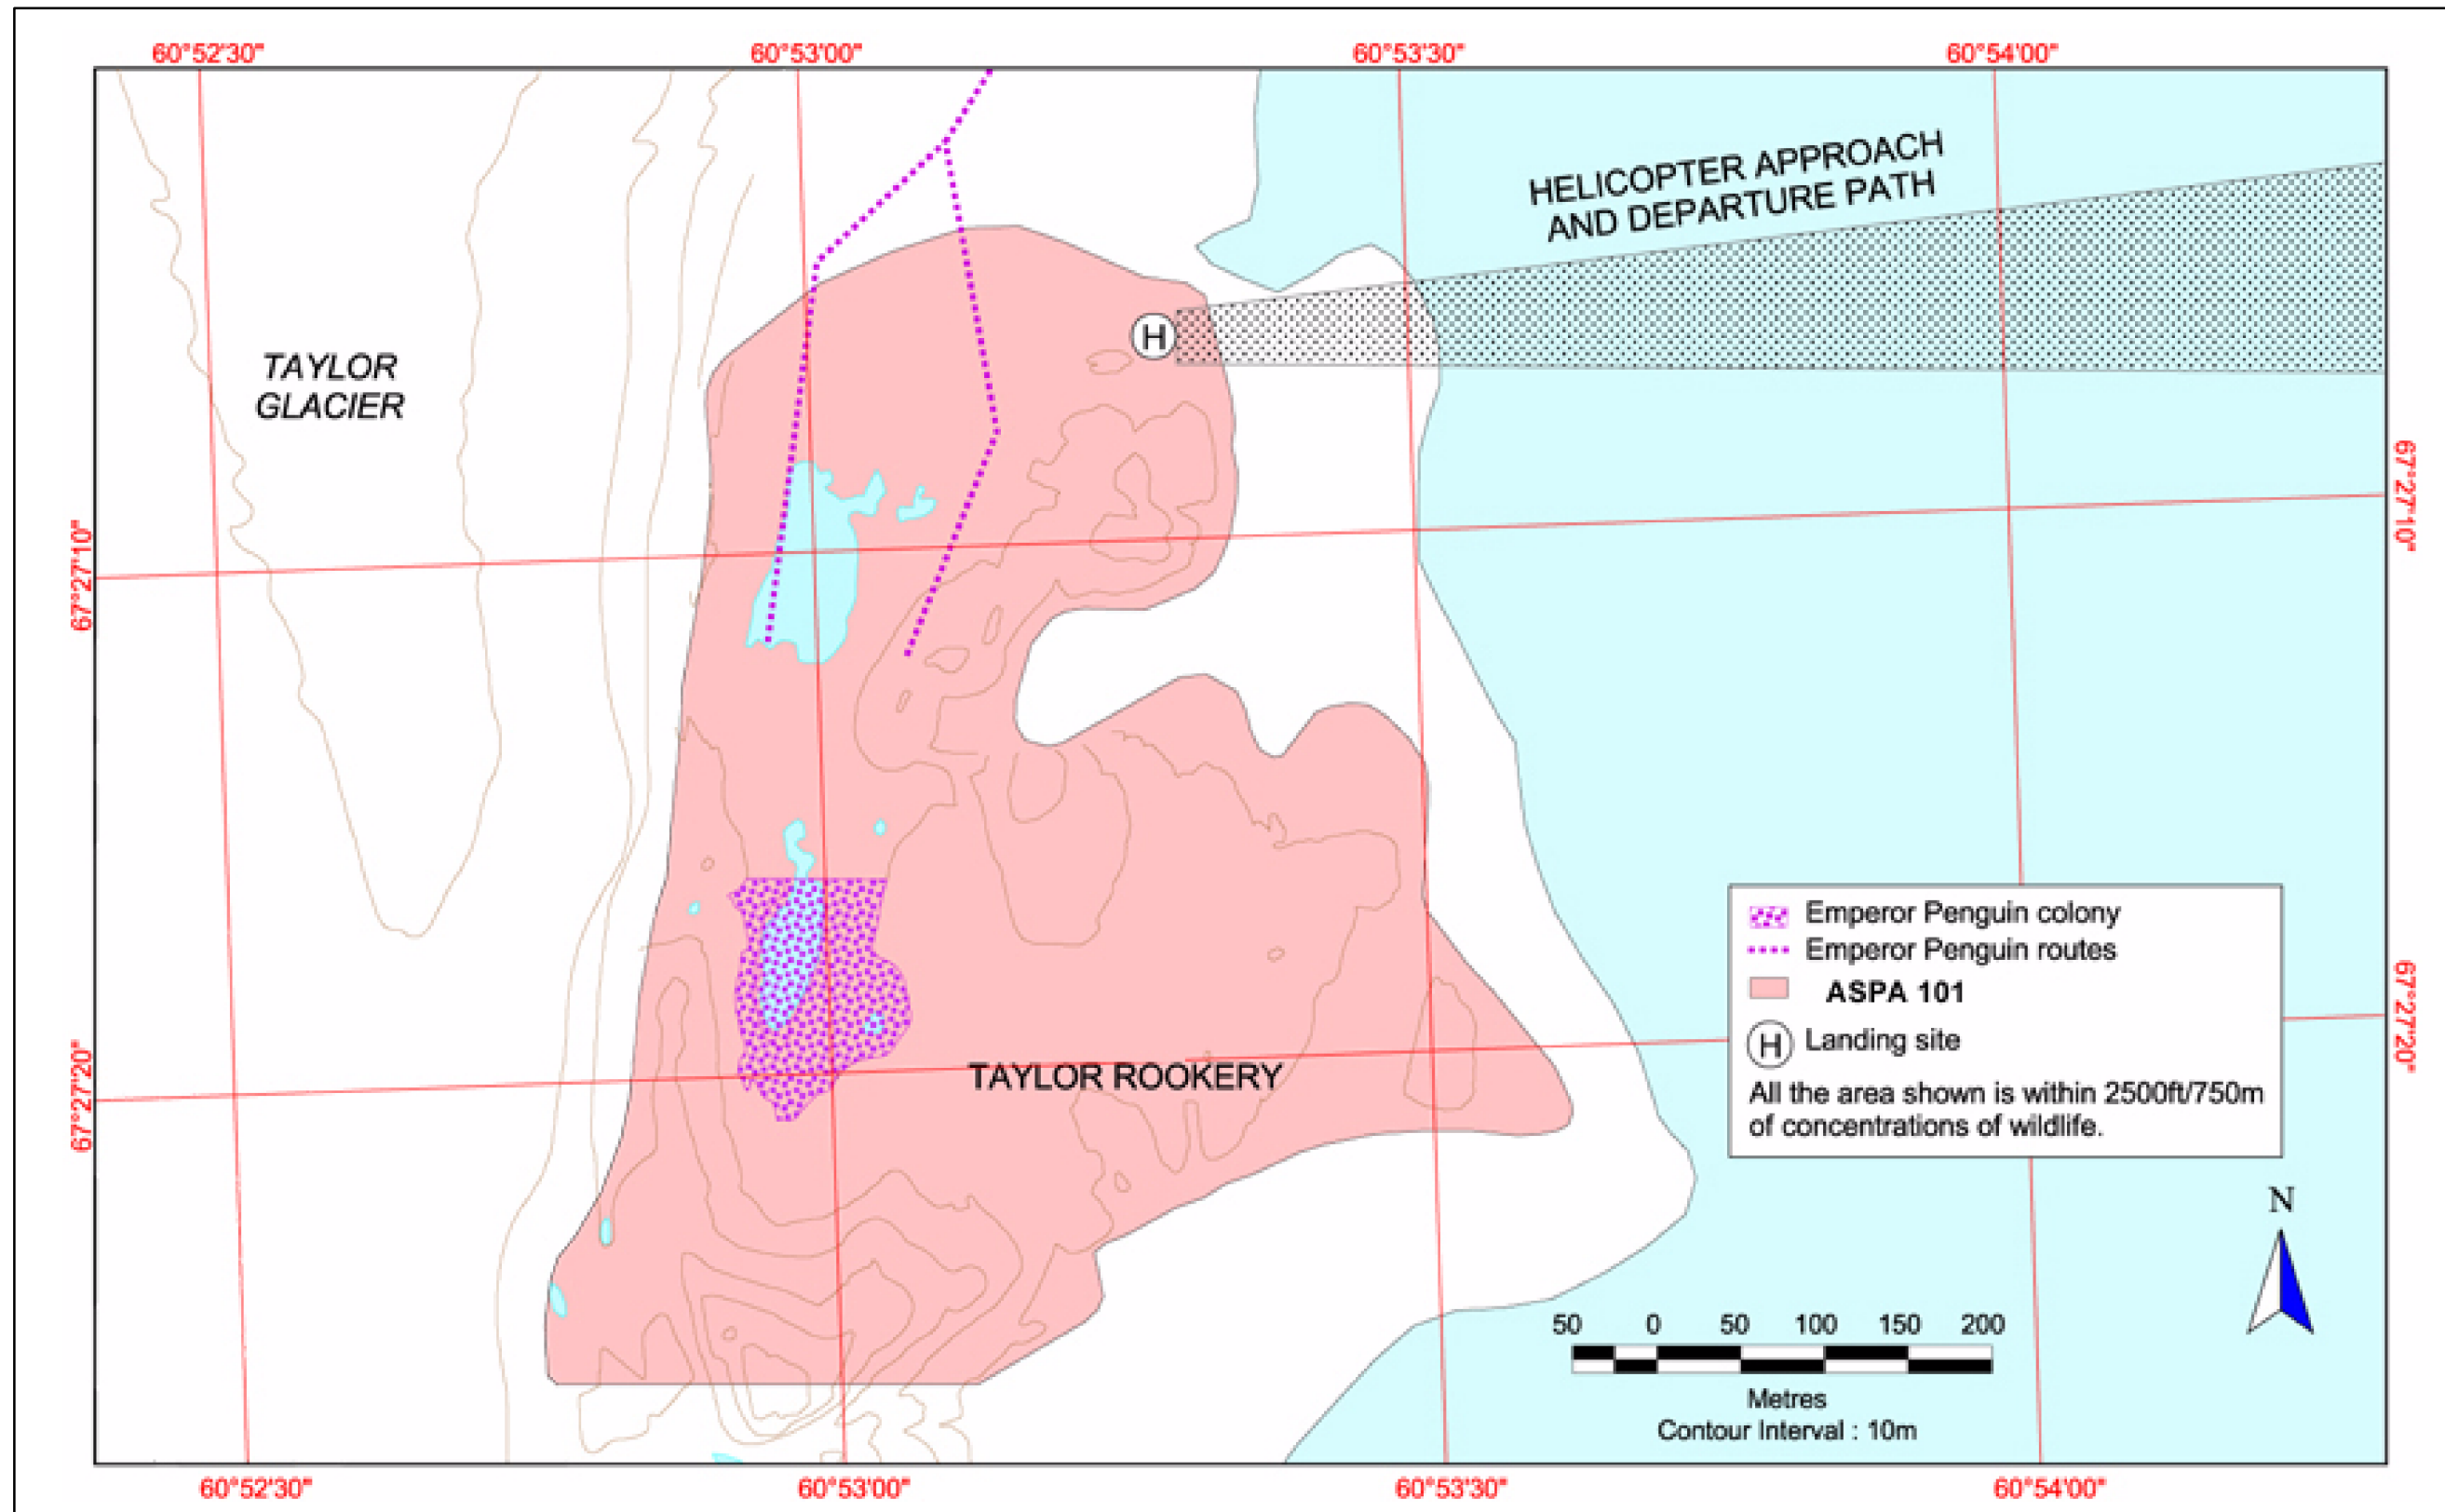 60°52'30" 60°53'00" 60°53'30" 60°54'00"
HELICOPTER APPROACH
AND DEPARTURE PATH
TAYLOR
GLACIER
H
67°27'10"
67°27'10"
Emperor Penguin colony
Emperor Penguin routes
ASPA 101
H Landing site
All the area shown is within 2500ft/750m
of concentrations of wildlife.
67°27'20"
67°27'20"
TAYLOR ROOKERY
N
50 0 50 100 150 200
Metres
Contour Interval : 10m
60°52'30" 60°53'00" 60°53'30" 60°54'00"